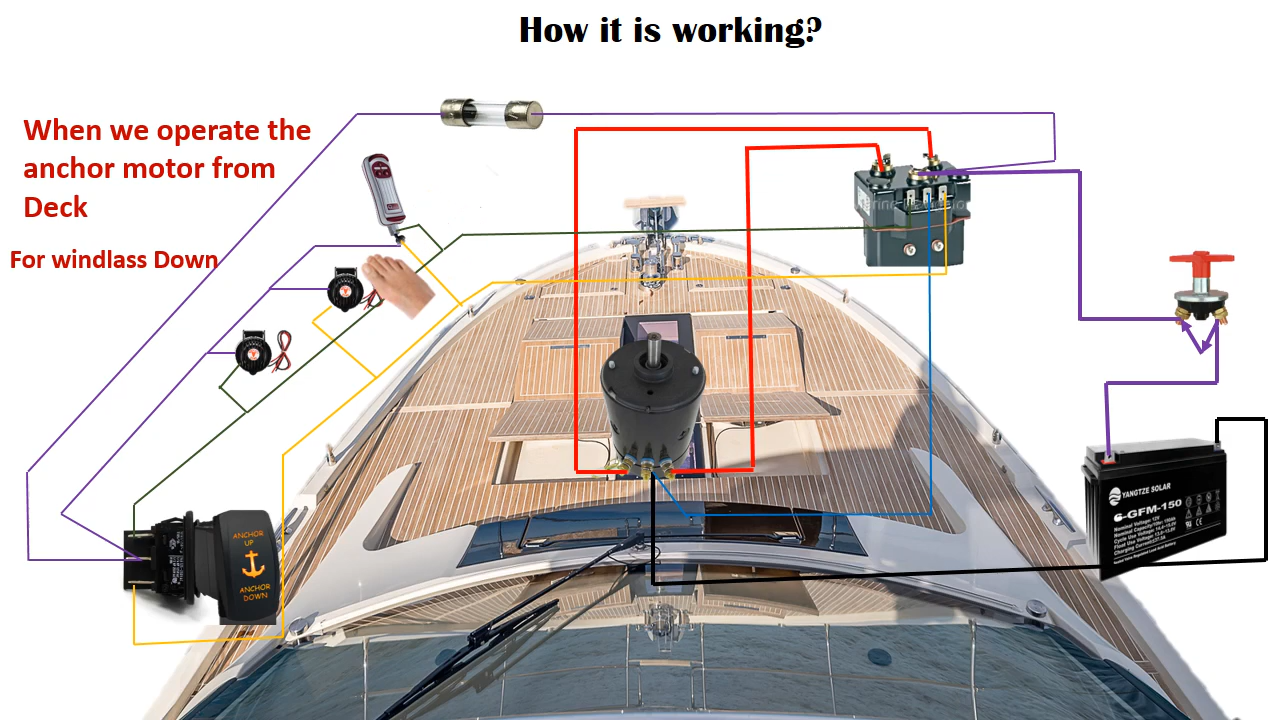 How it is working?
When we operate the
anchor motor from
Deck
For windlass Down
ANCHOR
UP
ANCHOR
DOWN
YANGTZE SOLAR
6-GFM-150